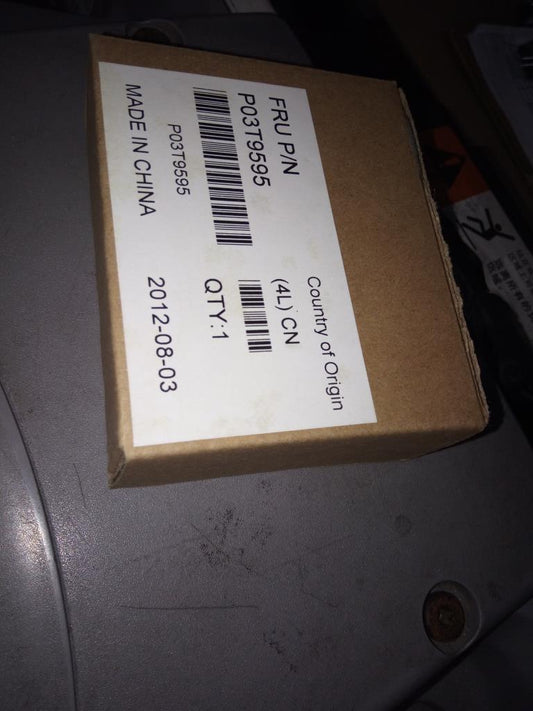 FRU P/N
P03T9595
P03T9595
MADE IN CHINA
Country of Origin
(4L) CN
QTY:1
2012-08-03